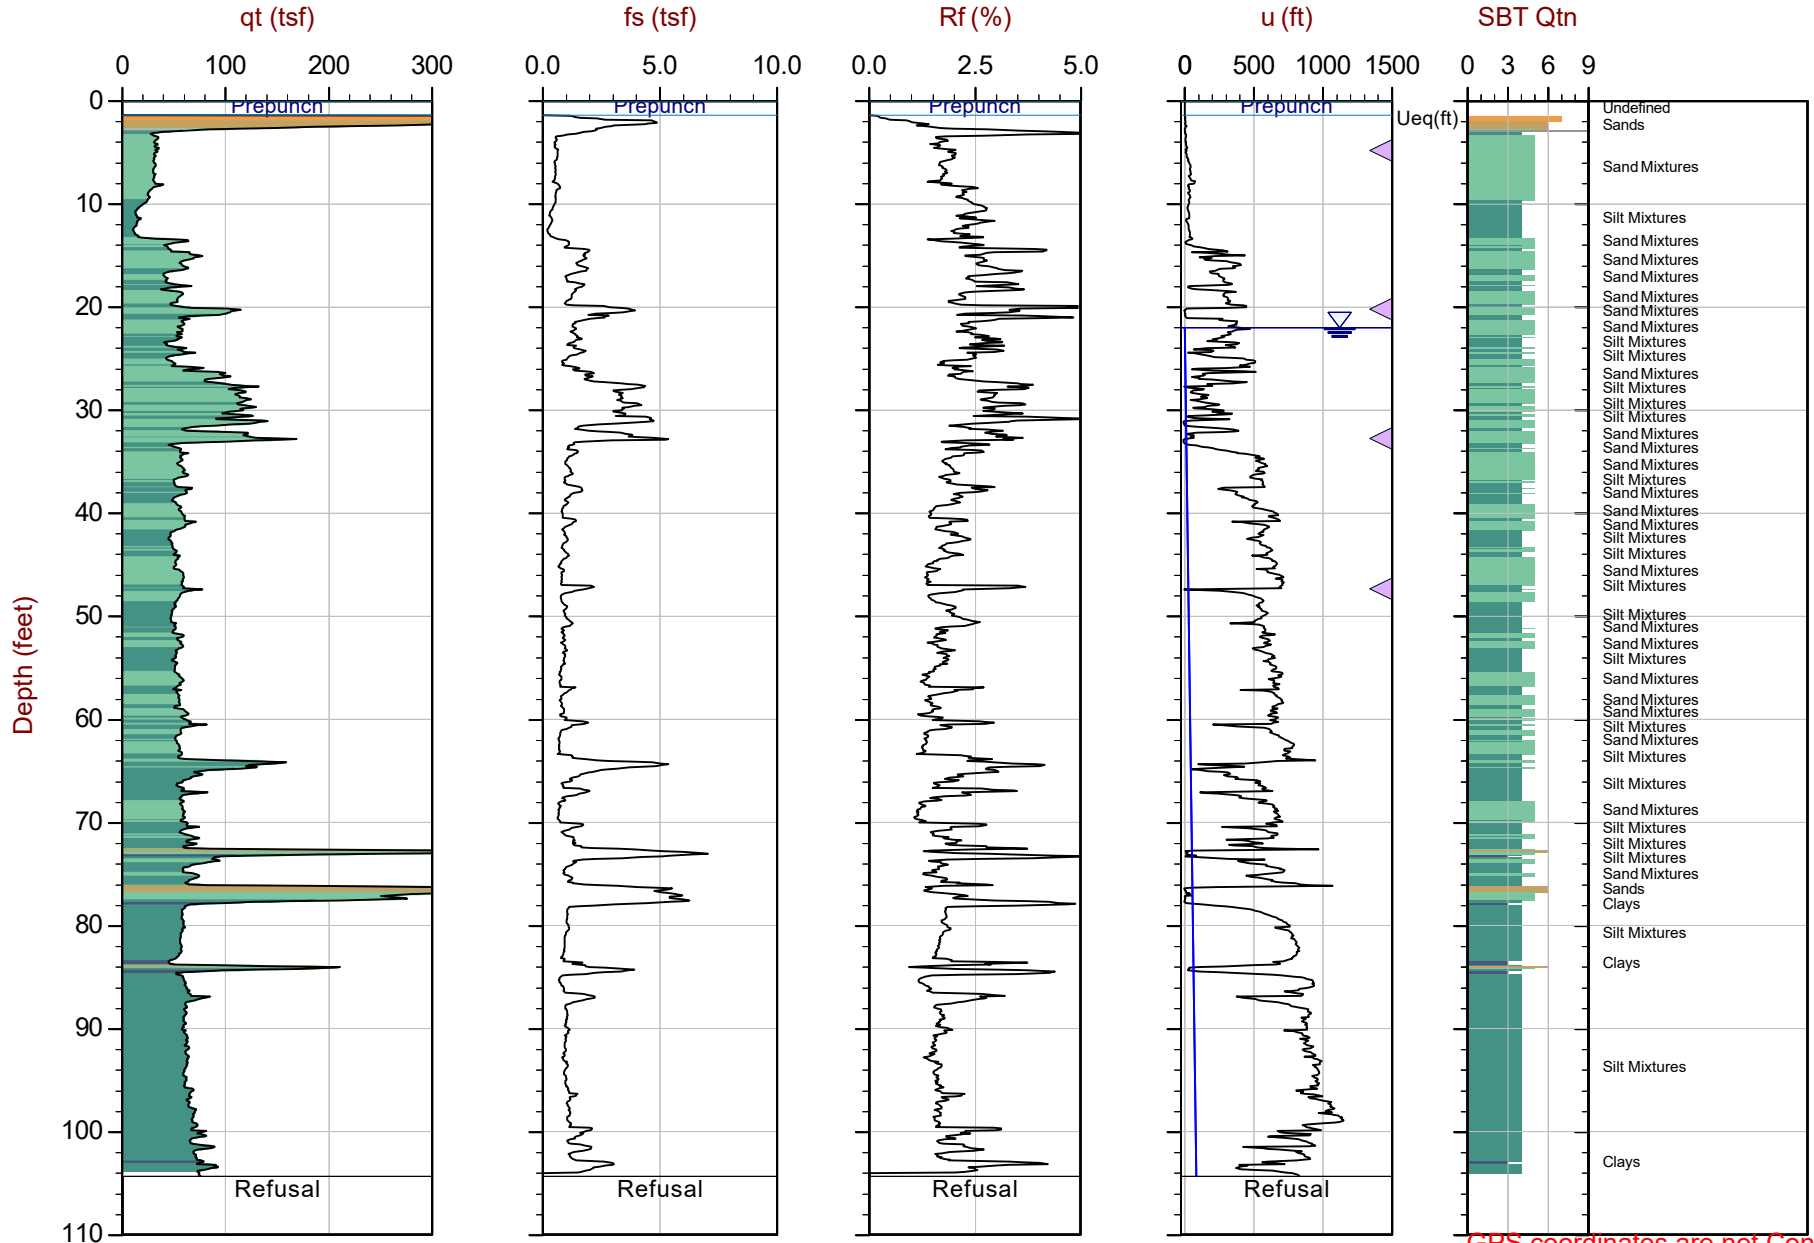 qt (tsf) fs (tsf) Rf (%) u (ft) SBT Qtn
0 100 200 300 0.0 5.0 10.0 0.0 2.5 5.0 0 500 1000 1500 0 3 6 9
Prepunch Prepunch Prepunch Prepunch
Ueq(ft)
Depth (feet)
0
10
20
30
40
50
60
70
80
90
100
110
Undefined
Sands
Sand Mixtures
Silt Mixtures
Sand Mixtures
Sand Mixtures
Sand Mixtures
Sand Mixtures
Sand Mixtures
Sand Mixtures
Silt Mixtures
Silt Mixtures
Sand Mixtures
Silt Mixtures
Silt Mixtures
Silt Mixtures
Sand Mixtures
Sand Mixtures
Sand Mixtures
Silt Mixtures
Sand Mixtures
Sand Mixtures
Sand Mixtures
Silt Mixtures
Silt Mixtures
Sand Mixtures
Silt Mixtures
Silt Mixtures
Sand Mixtures
Sand Mixtures
Silt Mixtures
Sand Mixtures
Sand Mixtures
Sand Mixtures
Silt Mixtures
Sand Mixtures
Silt Mixtures
Silt Mixtures
Sand Mixtures
Silt Mixtures
Silt Mixtures
Silt Mixtures
Sand Mixtures
Sands
Clays
Silt Mixtures
Clays
Silt Mixtures
Clays
Refusal Refusal Refusal Refusal
GPS coordinates are not Con